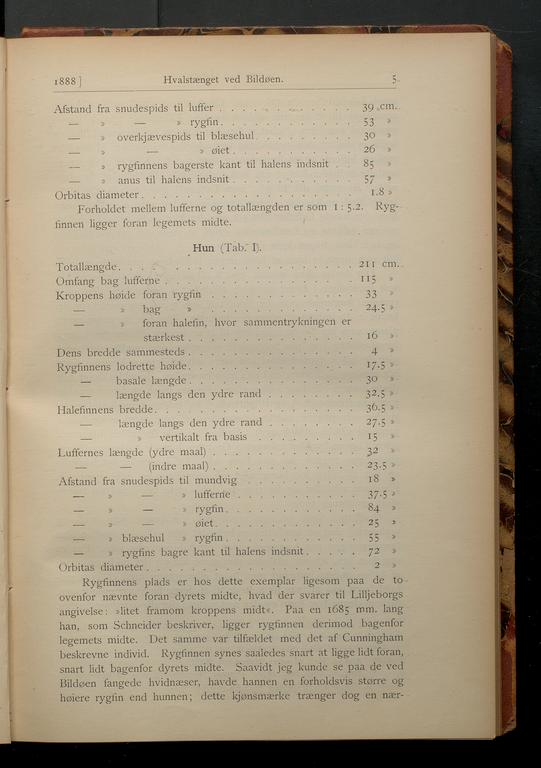 1888] Hvalstænget ved Bildøen. 5
Afstand fra snudespids til luffer . . . . . . . . . . . . 39 cm.
— » — » rygfin . . . . . . . . . . . . 53 »
— » overkjævespids til blæsehul . . . . . . . . . 30 »
— » — » øiet . . . . . . . . . . . 26 »
— » rygfinnens bagerste kant til halens indsnit . . 85 »
— » anus til halens indsnit . . . . . . . . . . . 57 »
Orbitas diameter . . . . . . . . . . . . . . . . . . 1.8 »
Forholdet mellem lufferne og totallængden er som 1 : 5.2. Ryg-
finnen ligger foran legemets midte.
Hun (Tab. I).
Totallængde . . . . . . . . . . . . . . . . . . . . 211 cm.
Omfang bag lufferne . . . . . . . . . . . . . . . . 115 »
Kroppens høide foran rygfin . . . . . . . . . . . . . 33 »
— » bag » . . . . . . . . . . . . . 24.5 »
— » foran halefin, hvor sammentrykningen er
stærkest . . . . . . . . . . . . . . 16 »
Dens bredde sammesteds . . . . . . . . . . . . . . . 4 »
Rygfinnens lodrette høide . . . . . . . . . . . . . . . 17.5 »
— basale længde . . . . . . . . . . . . . . . 30 »
— længde langs den ydre rand . . . . . . . . . 32.5 »
Halefinnens bredde . . . . . . . . . . . . . . . . . 36.5 »
— længde langs den ydre rand . . . . . . . . 27.5 »
— » vertikalt fra basis . . . . . . . . . 15 »
Luffernes længde (ydre maal) . . . . . . . . . . . . . 32 »
— — (indre maal) . . . . . . . . . . . . . 23.5 »
Afstand fra snudespids til mundvig . . . . . . . . . . . 18 »
— » — » lufferne . . . . . . . . . . . 37.5 »
— » — » rygfin . . . . . . . . . . . . 84 »
— » — » øiet . . . . . . . . . . . . . 25 »
— » blæsehul » rygfin . . . . . . . . . . . . 55 »
— » rygfins bagre kant til halens indsnit . . . . . 72 »
Orbitas diameter . . . . . . . . . . . . . . . . . . 2 »
Rygfinnens plads er hos dette exemplar ligesom paa de to
ovenfor nævnte foran dyrets midte, hvad der svarer til Lilljeborgs
angivelse: »litet framom kroppens midt«. Paa en 1685 mm. lang
han, som Schneider beskriver, ligger rygfinnen derimod bagenfor
legemets midte. Det samme var tilfældet med det af Cunningham
beskrevne individ. Rygfinnen synes saaledes snart at ligge lidt foran,
snart lidt bagenfor dyrets midte. Saavidt jeg kunde se paa de ved
Bildøen fangede hvidnæser, havde hannen en forholdsvis større og
høiere rygfin end hunnen; dette kjønsmærke trænger dog en nær-